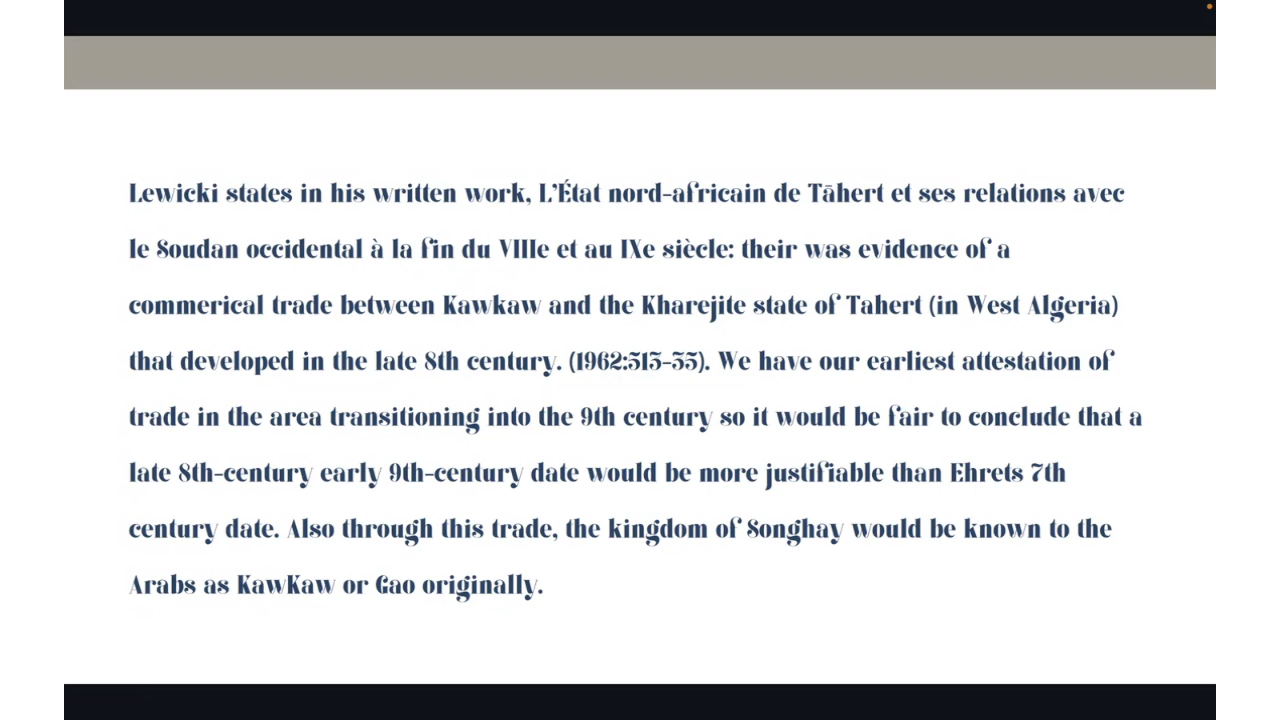 Lewicki states in his written work, L’État nord-africain de Tāhert et ses relations avec
le Soudan occidental à la fin du VIIIe et au IXe siècle: their was evidence of a
commerical trade between Kawkaw and the Kharejite state of Tahert (in West Algeria)
that developed in the late 8th century. (1962:513-35). We have our earliest attestation of
trade in the area transitioning into the 9th century so it would be fair to conclude that a
late 8th-century early 9th-century date would be more justifiable than Ehrets 7th
century date. Also through this trade, the kingdom of Songhay would be known to the
Arabs as KawKaw or Gao originally.